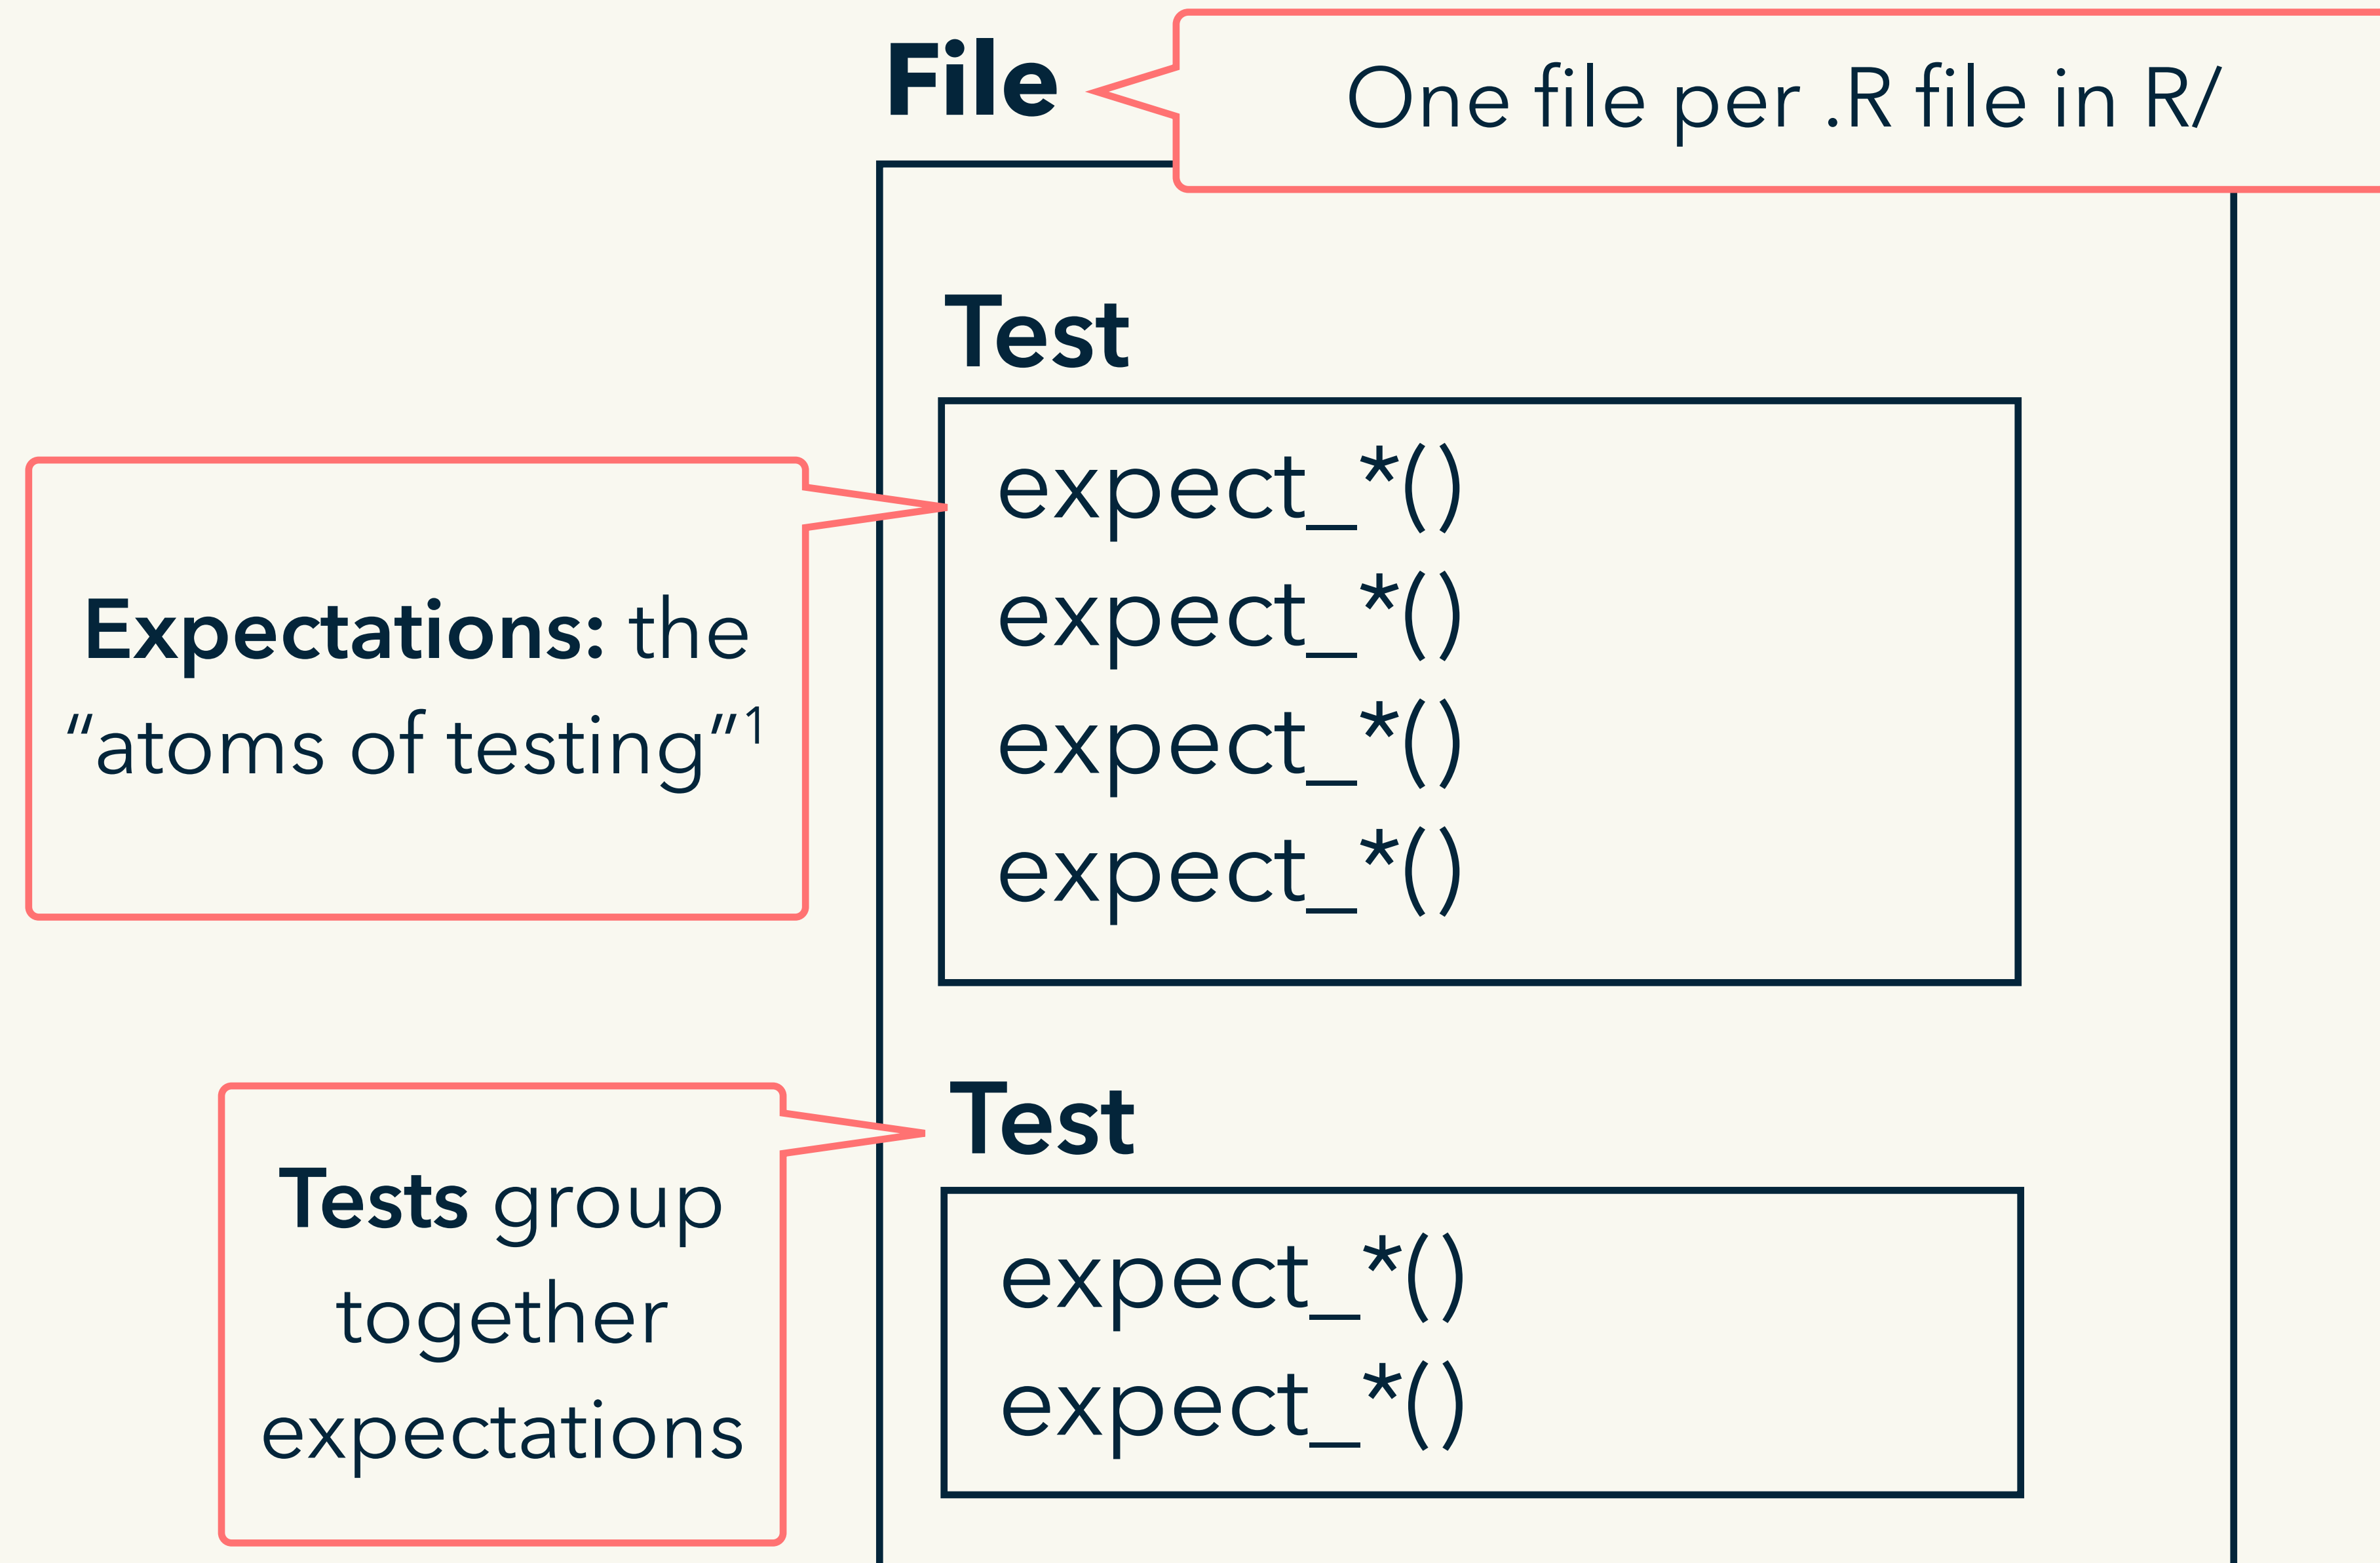 File
One file per .R file in R/
Test
expect_*()
expect_*()
expect_*()
expect_*()
Expectations: the
“atoms of testing”1
Test
expect_*()
expect_*()
Tests group
together
expectations